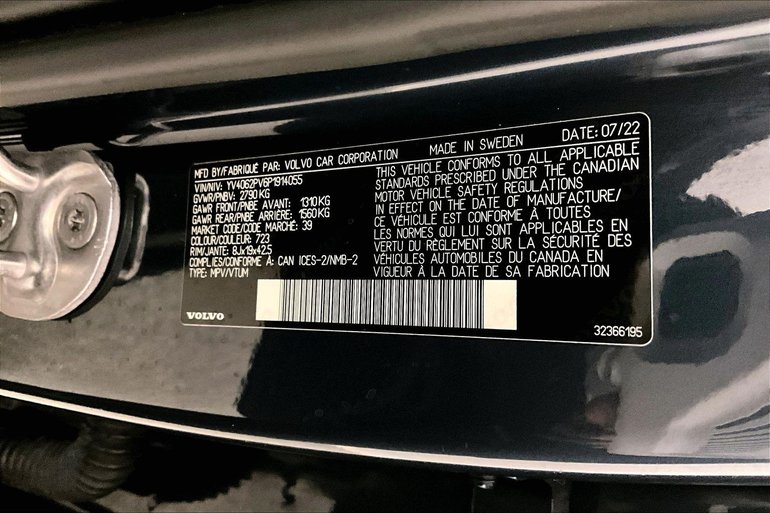 MFD BY/FABRIQUÉ PAR: VOLVO CAR CORPORATION MADE IN SWEDEN DATE: 07/22
VIN/NIV: YV4062PV6P1914055
GVWR/PNBV: 2790 KG
GAWR FRONT/PNBE AVANT: 1310 KG
GAWR REAR/PNBE ARRIÈRE: 1560 KG
MARKET CODE/CODE MARCHÉ: 39
COLOUR/COULEUR: 723
RIM/JANTE: 8Jx19x42.5
COMPLIES/CONFORME À: CAN ICES-2/NMB-2
TYPE: MPV/VTUM
THIS VEHICLE CONFORMS TO ALL APPLICABLE
STANDARDS PRESCRIBED UNDER THE CANADIAN
MOTOR VEHICLE SAFETY REGULATIONS
IN EFFECT ON THE DATE OF MANUFACTURE/
CE VÉHICULE EST CONFORME À TOUTES
LES NORMES QUI LUI SONT APPLICABLES EN
VERTU DU RÈGLEMENT SUR LA SÉCURITÉ DES
VÉHICULES AUTOMOBILES DU CANADA EN
VIGUEUR À LA DATE DE SA FABRICATION
VOLVO
32366195